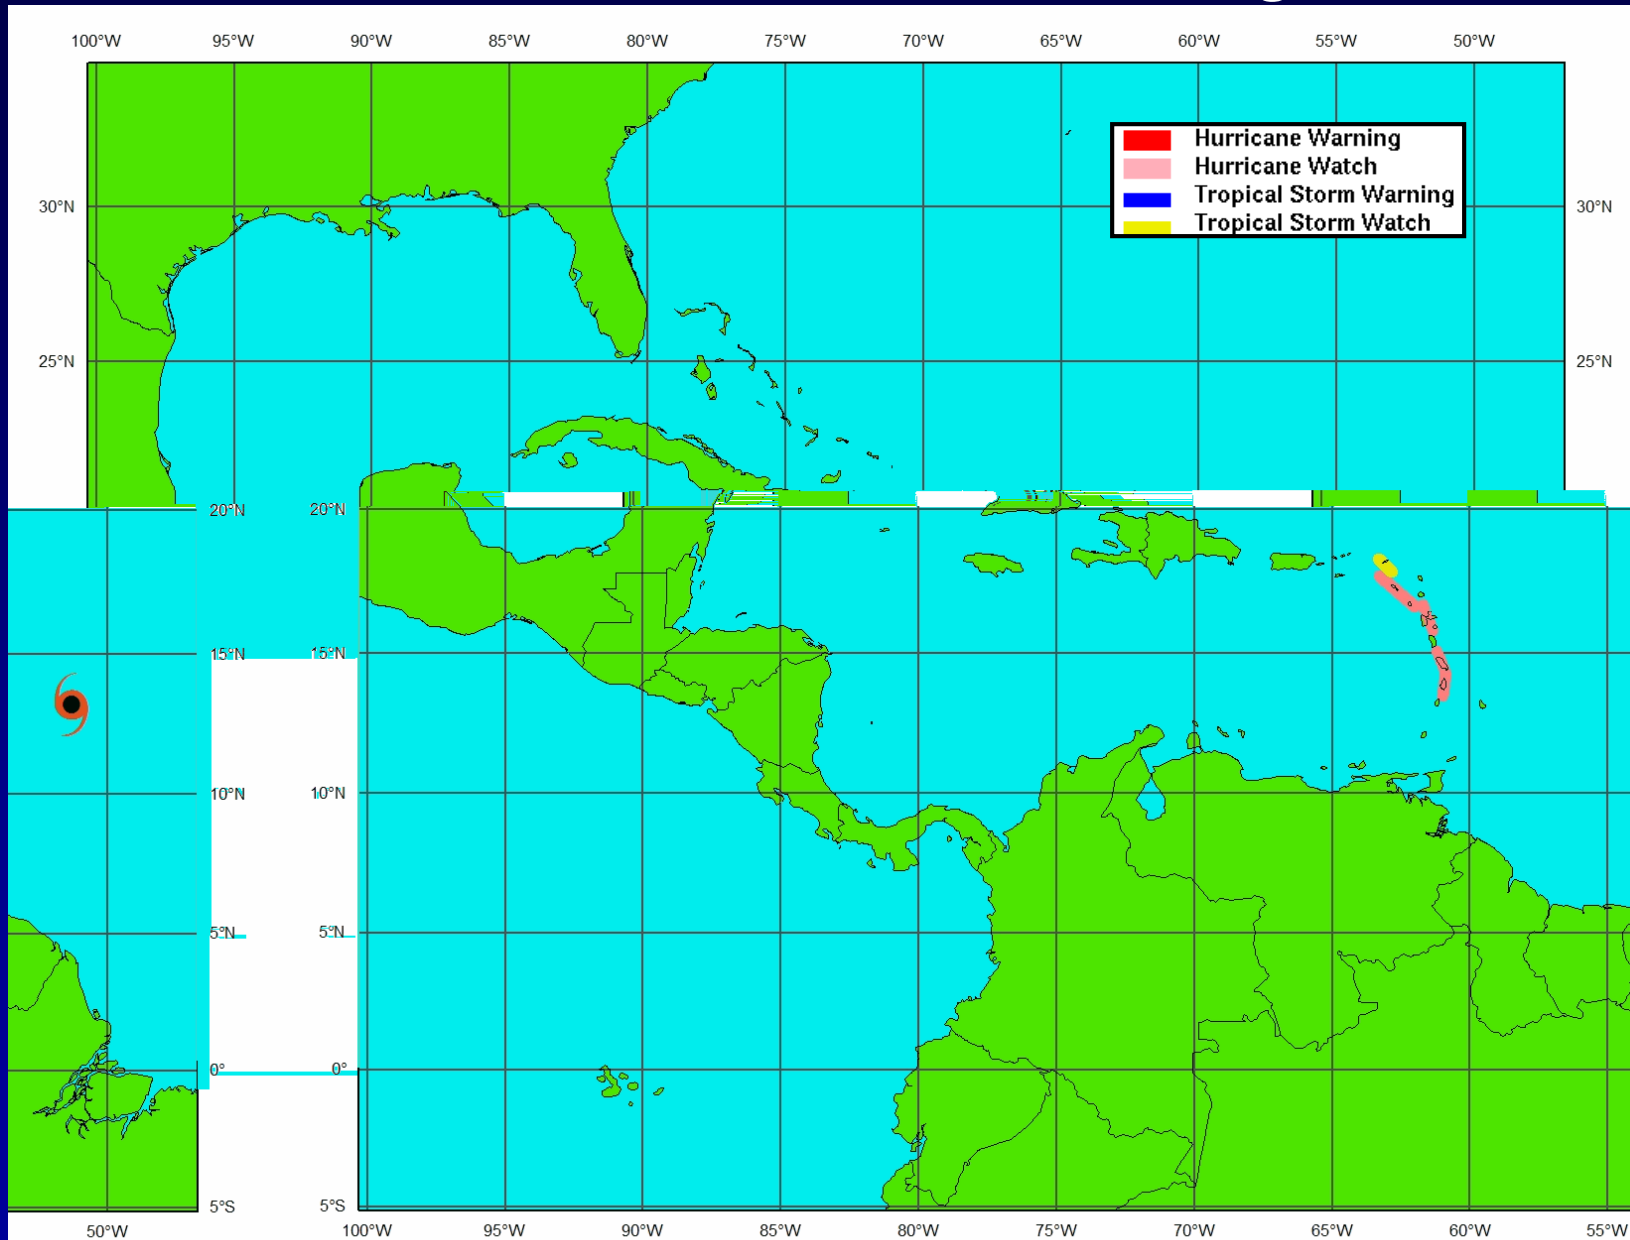 100°W 95°W 90°W 85°W 80°W 75°W 70°W 65°W 60°W 55°W 50°W
Hurricane Warning
Hurricane Watch
Tropical Storm Warning
Tropical Storm Watch
30°N 30°N
25°N 25°N
20°N 20°N
15°N 15°N
10°N 10°N
5°N 5°N
0° 0°
5°S 5°S
50°W 100°W 95°W 90°W 85°W 80°W 75°W 70°W 65°W 60°W 55°W